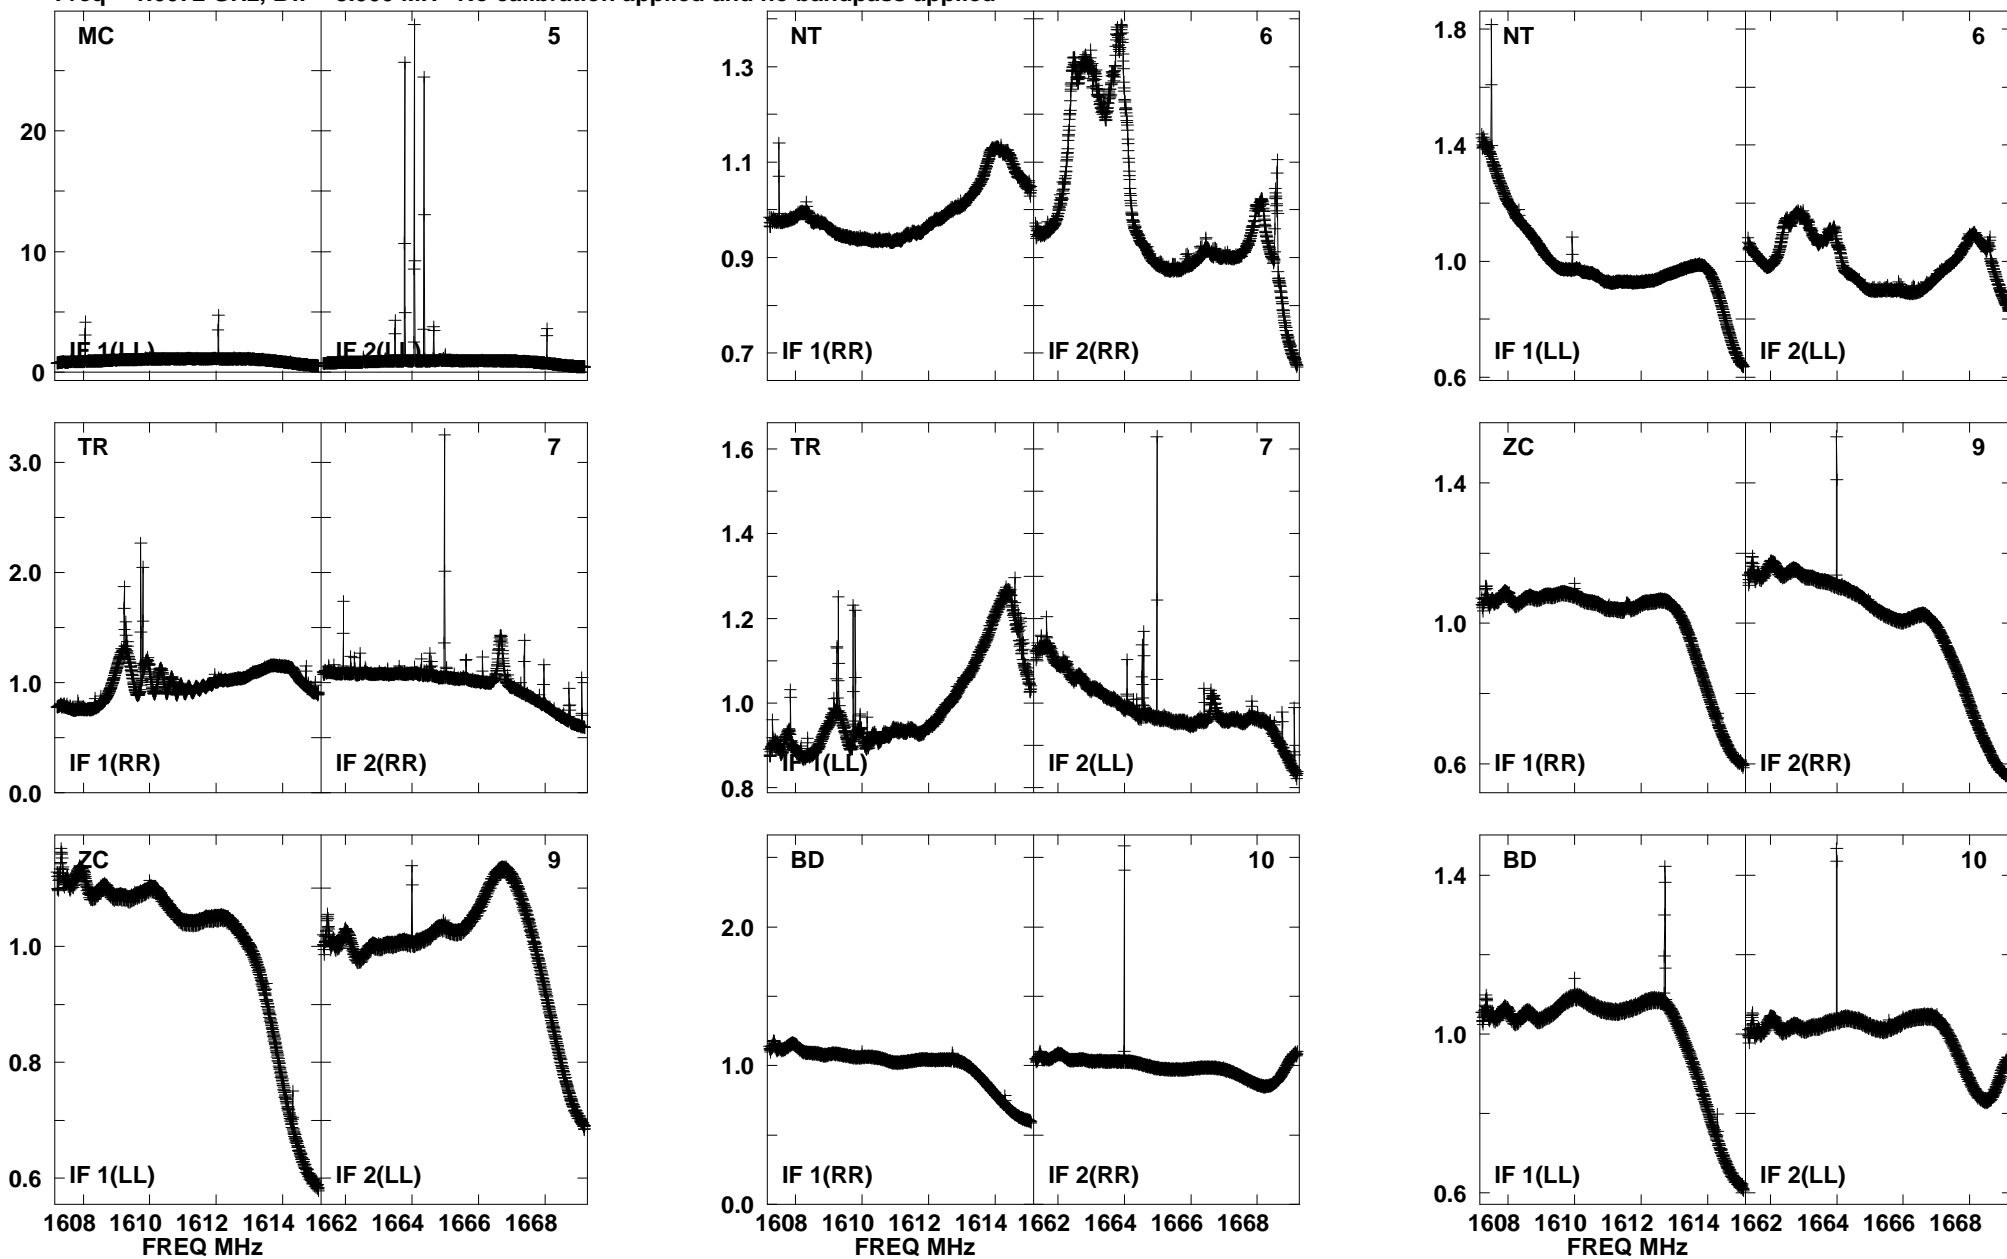 No calibration applied and no bandpass applied
MC 5
20
10
0
IF 1(LL) IF 2(LL)
NT 6
1.3
1.1
0.9
0.7
IF 1(RR) IF 2(RR)
NT 6
1.8
1.4
1.0
0.6
IF 1(LL) IF 2(LL)
TR 7
3.0
2.0
1.0
0.0
IF 1(RR) IF 2(RR)
TR 7
1.6
1.4
1.2
1.0
0.8
IF 1(LL) IF 2(LL)
ZC 9
1.4
1.0
0.6
IF 1(RR) IF 2(RR)
ZC 9
1.0
0.8
0.6
IF 1(LL) IF 2(LL)
1608 1610 1612 1614 1662 1664 1666 1668
FREQ MHz
BD 10
2.0
1.0
0.0
IF 1(RR) IF 2(RR)
1608 1610 1612 1614 1662 1664 1666 1668
FREQ MHz
BD 10
1.4
1.0
0.6
IF 1(LL) IF 2(LL)
1608 1610 1612 1614 1662 1664 1666 1668
FREQ MHz